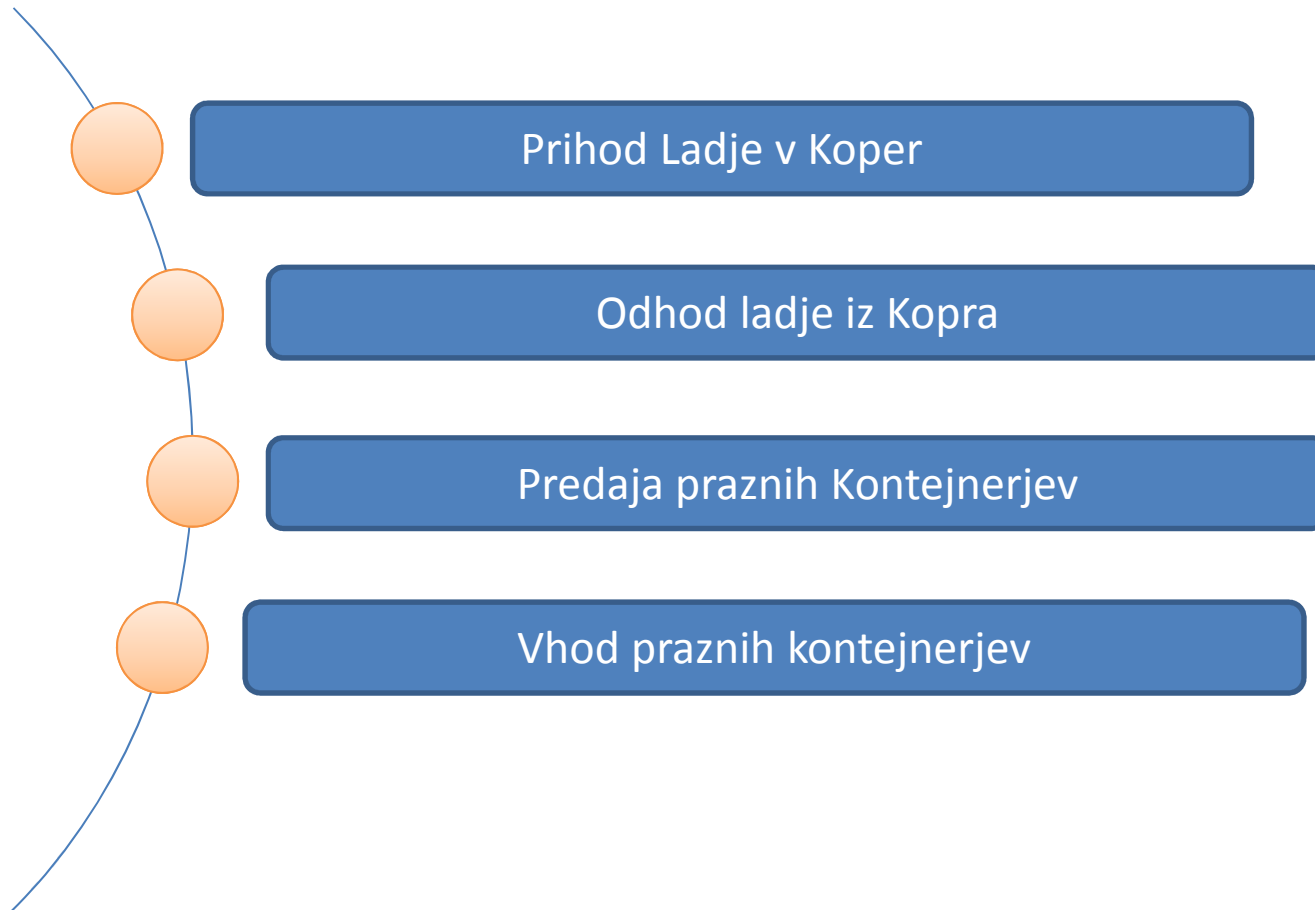 Prihod Ladje v Koper
Odhod ladje iz Kopra
Predaja praznih Kontejnerjev
Vhod praznih kontejnerjev